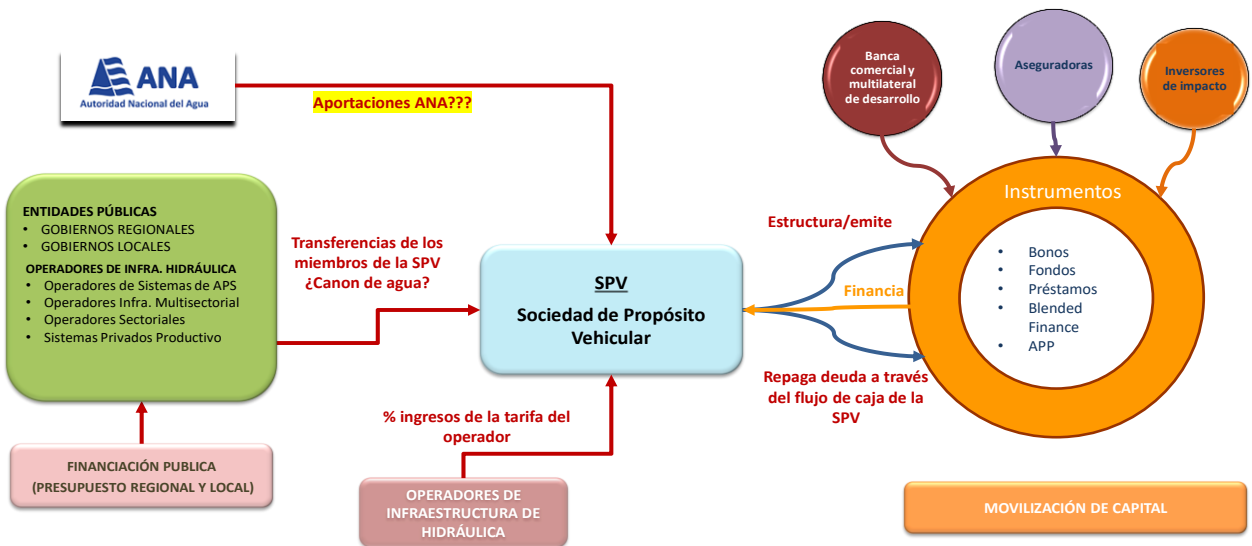 ANA
Autoridad Nacional del Agua
Aportaciones ANA???
Banca
comercial y
multilateral
de desarrollo
Aseguradoras
Inversores
de impacto
ENTIDADES PÚBLICAS
• GOBIERNOS REGIONALES
• GOBIERNOS LOCALES
OPERADORES DE INFRA. HIDRÁULICA
• Operadores de Sistemas de APS
• Operadores Infra. Multisectorial
• Operadores Sectoriales
• Sistemas Privados Productivo
Transferencias de los
miembros de la SPV
¿Canon de agua?
SPV
Sociedad de Propósito
Vehicular
Estructura/emite
Financia
Repaga deuda a través
del flujo de caja de la
SPV
Instrumentos
• Bonos
• Fondos
• Préstamos
• Blended
Finance
• APP
% ingresos de la tarifa del
operador
FINANCIACIÓN PUBLICA
(PRESUPUESTO REGIONAL Y LOCAL)
OPERADORES DE
INFRAESTRUCTURA DE
HIDRÁULICA
MOVILIZACIÓN DE CAPITAL